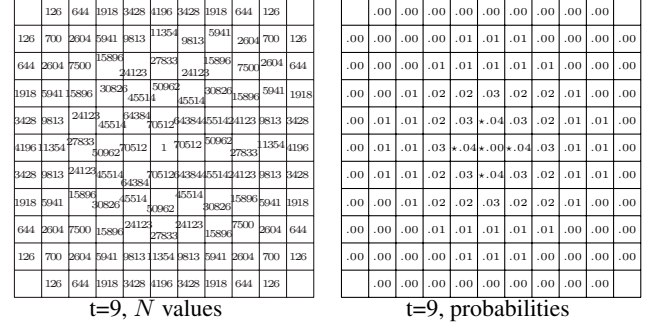 126 644 1918 3428 4196 3428 1918 644 126
126 700 2604 5941 9813 11354 9813 5941 2604 700 126
644 2604 7500 15896 24123 27833 24123 15896 7500 2604 644
1918 5941 15896 30826 45514 50962 45514 30826 15896 5941 1918
3428 9813 24123 45514 64384 70512 64384 45514 24123 9813 3428
4196 11354 27833 50962 70512 1 70512 50962 27833 11354 4196
3428 9813 24123 45514 64384 70512 64384 45514 24123 9813 3428
1918 5941 15896 30826 45514 50962 45514 30826 15896 5941 1918
644 2604 7500 15896 24123 27833 24123 15896 7500 2604 644
126 700 2604 5941 9813 11354 9813 5941 2604 700 126
126 644 1918 3428 4196 3428 1918 644 126
t=9, N values
.00 .00 .00 .00 .00 .00 .00 .00 .00
.00 .00 .00 .00 .01 .01 .01 .00 .00 .00 .00
.00 .00 .00 .01 .01 .01 .01 .01 .00 .00 .00
.00 .00 .01 .02 .02 .03 .02 .02 .01 .00 .00
.00 .01 .01 .02 .03 ⋆.04 .03 .02 .01 .01 .00
.00 .01 .01 .03 ⋆.04 ⋆.00 ⋆.04 .03 .01 .01 .00
.00 .01 .01 .02 .03 ⋆.04 .03 .02 .01 .01 .00
.00 .00 .01 .02 .02 .03 .02 .02 .01 .00 .00
.00 .00 .00 .01 .01 .01 .01 .01 .00 .00 .00
.00 .00 .00 .00 .01 .01 .01 .00 .00 .00 .00
.00 .00 .00 .00 .00 .00 .00 .00 .00
t=9, probabilities